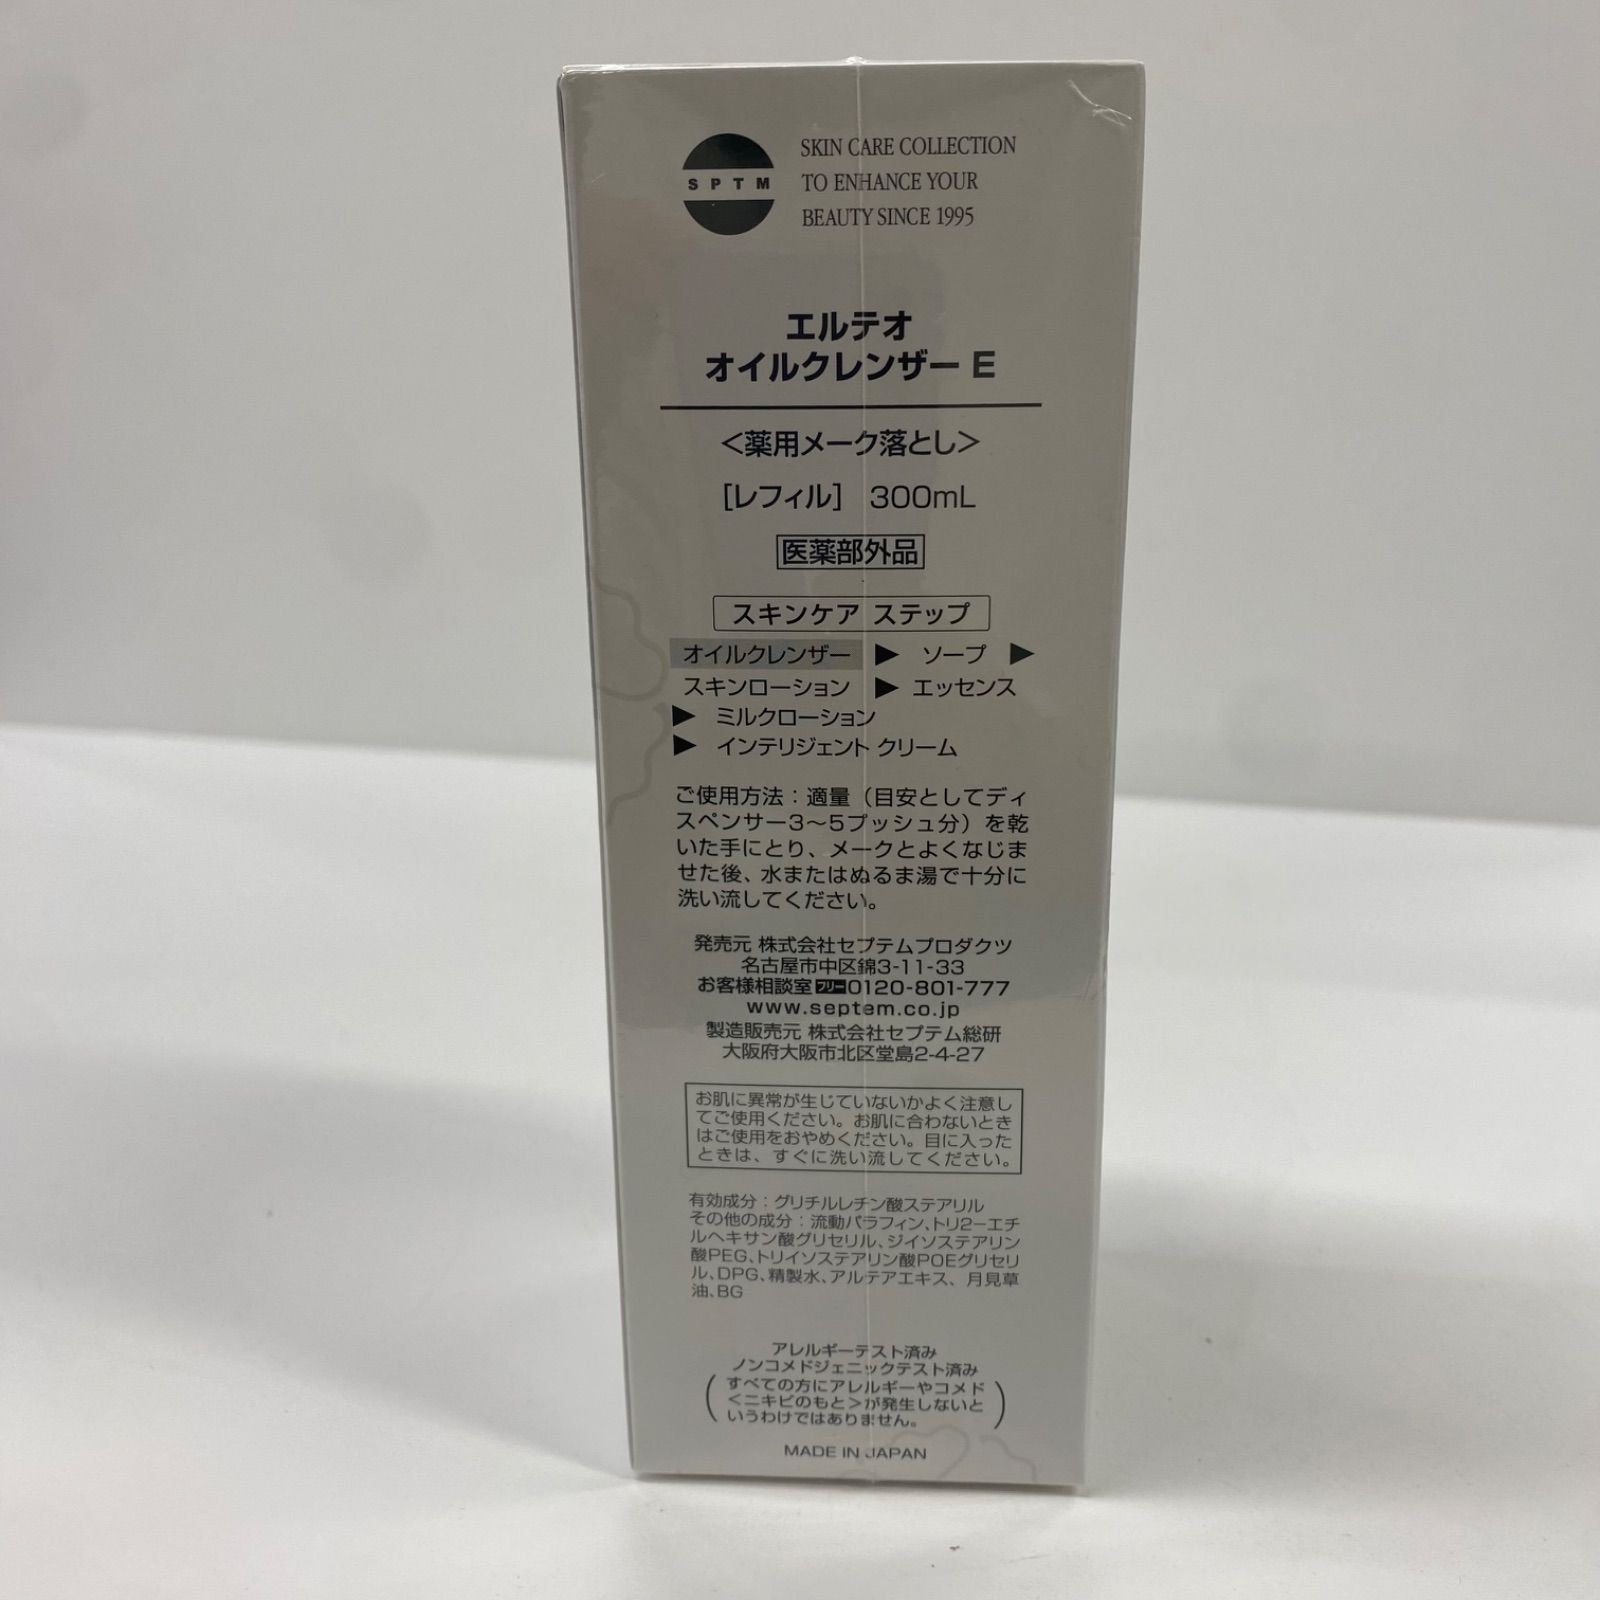 SPTM
SKIN CARE COLLECTION
TO ENHANCE YOUR
BEAUTY SINCE 1995
エルテオ
オイルクレンザー E
<薬用メーク落とし>
[レフィル] 300mL
医薬部外品
スキンケア ステップ
オイルクレンザー ▶ ソープ ▶
スキンローション ▶ エッセンス
▶ ミルクローション
▶ インテリジェント クリーム
ご使用方法：適量（目安としてディ
スペンサー3〜5プッシュ分）を乾
いた手にとり、メークとよくなじま
せた後、水またはぬるま湯で十分に
洗い流してください。
発売元 株式会社セプテムプロダクツ
名古屋市中区錦3-11-33
お客様相談室フリー0120-801-777
www.septem.co.jp
製造販売元 株式会社セプテム総研
大阪府大阪市北区堂島2-4-27
お肌に異常が生じていないかよく注意し
てご使用ください。お肌に合わないとき
はご使用をおやめください。目に入った
ときは、すぐに洗い流してください。
有効成分：グリチルレチン酸ステアリル
その他の成分：流動パラフィン、トリ2−エチ
ルヘキサン酸グリセリル、ジイソステアリン
酸PEG、トリイソステアリン酸POEグリセリ
ル、DPG、精製水、アルテアエキス、月見草
油、BG
アレルギーテスト済み
ノンコメドジェニックテスト済み
(すべての方にアレルギーやコメド
<ニキビのもと>が発生しないと
いうわけではありません。)
MADE IN JAPAN